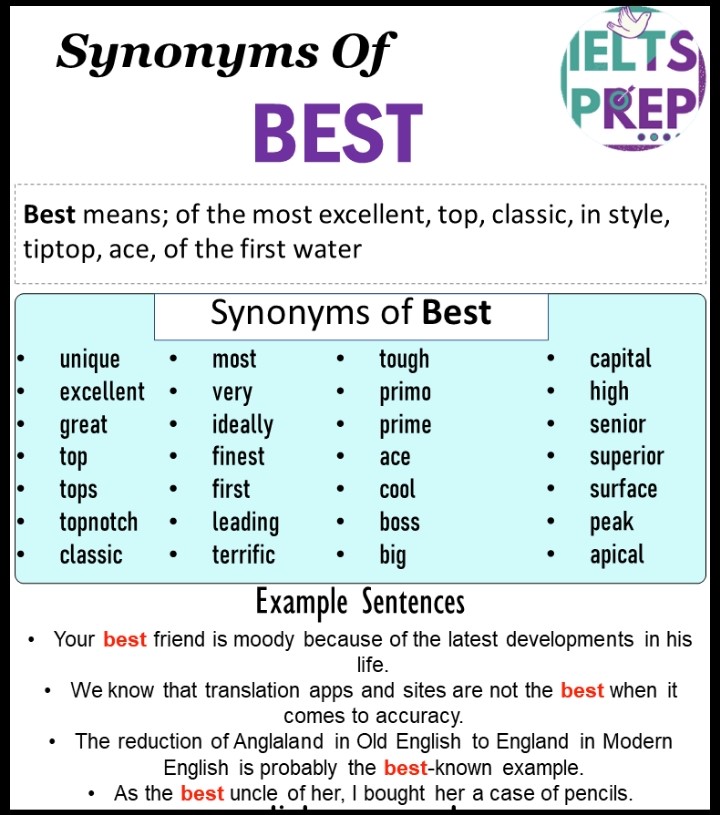 Synonyms Of
BEST
IELTS
PREP
Best means; of the most excellent, top, classic, in style,
tiptop, ace, of the first water
Synonyms of Best
• unique • most • tough • capital
• excellent • very • primo • high
• great • ideally • prime • senior
• top • finest • ace • superior
• tops • first • cool • surface
• topnotch • leading • boss • peak
• classic • terrific • big • apical
Example Sentences
• Your best friend is moody because of the latest developments in his
life.
• We know that translation apps and sites are not the best when it
comes to accuracy.
• The reduction of Anglaland in Old English to England in Modern
English is probably the best-known example.
• As the best uncle of her, I bought her a case of pencils.